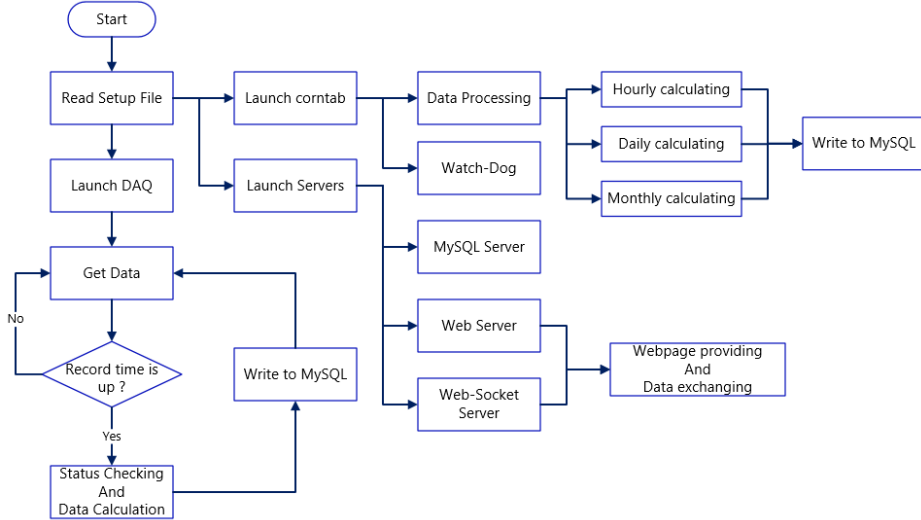 Start
Read Setup File
Launch corntab
Data Processing
Hourly calculating
Daily calculating
Monthly calculating
Write to MySQL
Watch-Dog
Launch DAQ
Launch Servers
MySQL Server
Get Data
Web Server
Web-Socket
Server
Webpage providing
And
Data exchanging
No
Record time is
up ?
Write to MySQL
Yes
Status Checking
And
Data Calculation